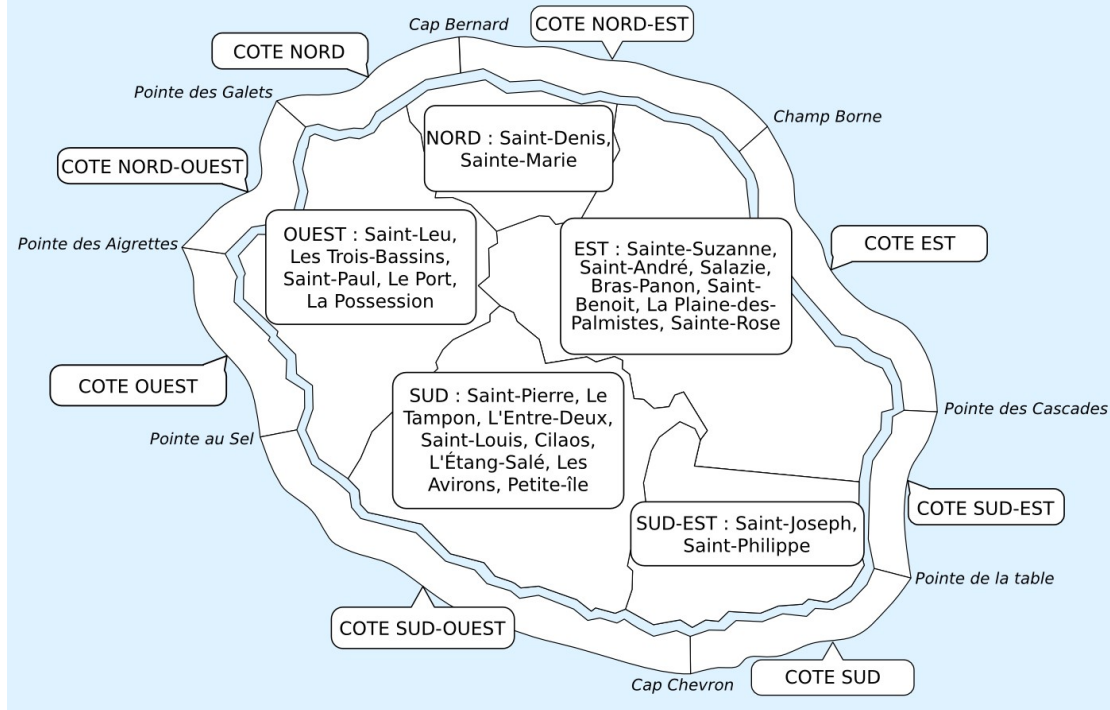 Cap Bernard
COTE NORD-EST
COTE NORD
Pointe des Galets
Champ Borne
NORD : Saint-Denis,
Sainte-Marie
COTE NORD-OUEST
Pointe des Aigrettes
OUEST : Saint-Leu,
Les Trois-Bassins,
Saint-Paul, Le Port,
La Possession
EST : Sainte-Suzanne,
Saint-André, Salazie,
Bras-Panon, Saint-
Benoit, La Plaine-des-
Palmistes, Sainte-Rose
COTE EST
COTE OUEST
SUD : Saint-Pierre, Le
Tampon, L'Entre-Deux,
Saint-Louis, Cilaos,
L'Étang-Salé, Les
Avirons, Petite-île
Pointe des Cascades
Pointe au Sel
COTE SUD-EST
SUD-EST : Saint-Joseph,
Saint-Philippe
Pointe de la table
COTE SUD-OUEST
Cap Chevron
COTE SUD